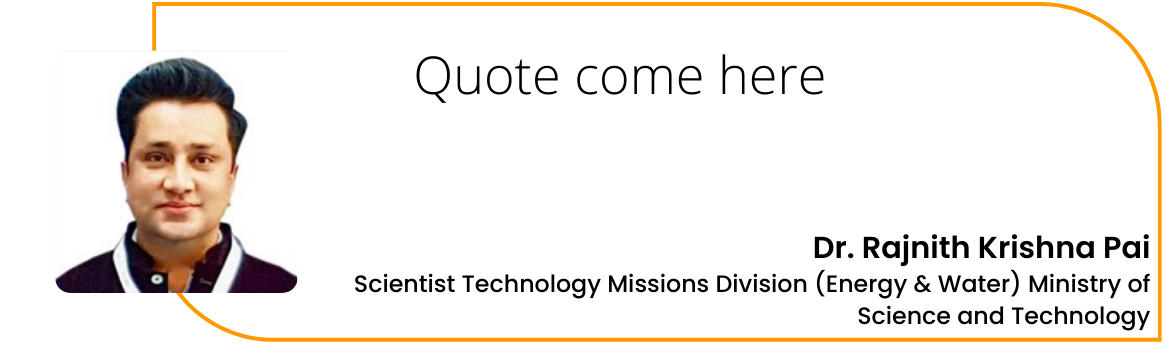 Quote come here
Dr. Rajnith Krishna Pai
Scientist Technology Missions Division (Energy & Water) Ministry of
Science and Technology